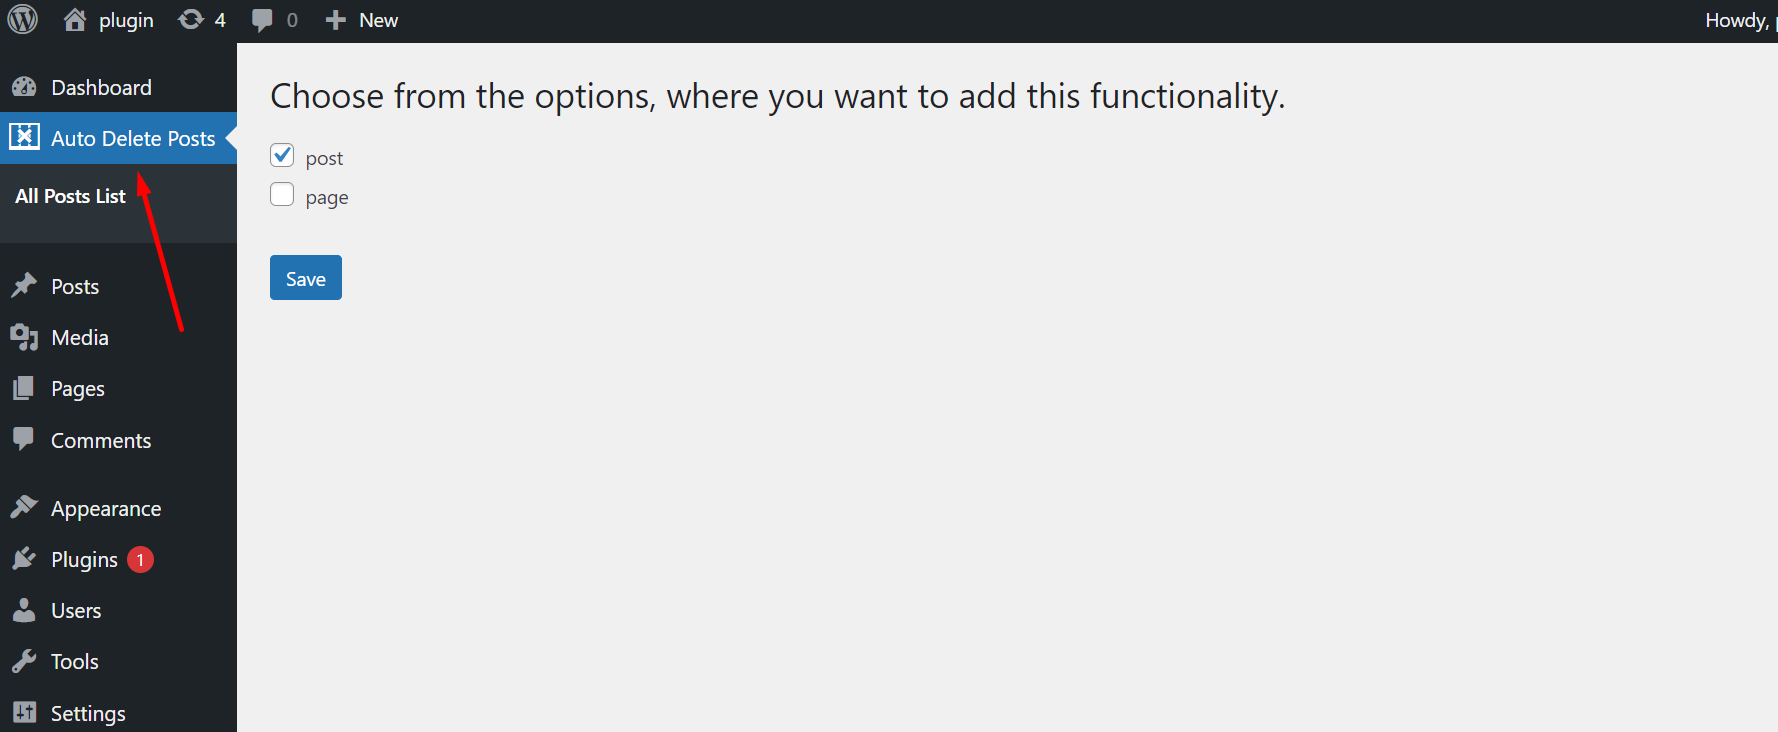 plugin 4 0 New Howdy,
Dashboard
Auto Delete Posts
All Posts List
Posts
Media
Pages
Comments
Appearance
Plugins 1
Users
Tools
Settings
Choose from the options, where you want to add this functionality.
post
page
Save